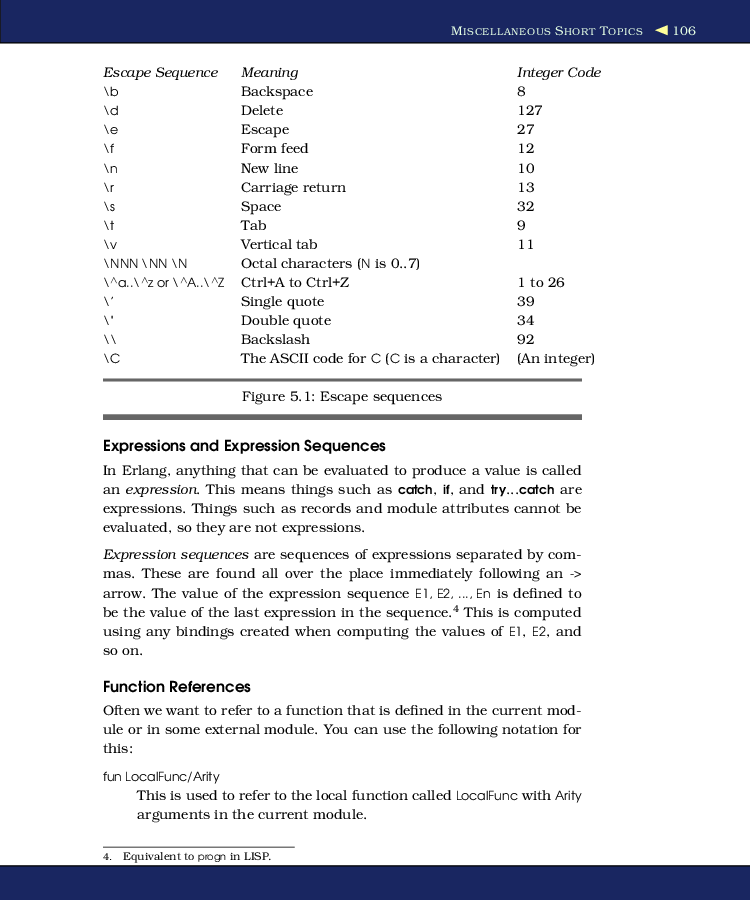 MISCELLANEOUS SHORT TOPICS ◀ 106
Escape Sequence Meaning Integer Code
\b Backspace 8
\d Delete 127
\e Escape 27
\f Form feed 12
\n New line 10
\r Carriage return 13
\s Space 32
\t Tab 9
\v Vertical tab 11
\NNN \NN \N Octal characters (N is 0..7)
\^a..\^z or \^A..\^Z Ctrl+A to Ctrl+Z 1 to 26
\' Single quote 39
\" Double quote 34
\\ Backslash 92
\C The ASCII code for C (C is a character) (An integer)
Figure 5.1: Escape sequences
Expressions and Expression Sequences
In Erlang, anything that can be evaluated to produce a value is called
an expression. This means things such as catch, if, and try...catch are
expressions. Things such as records and module attributes cannot be
evaluated, so they are not expressions.
Expression sequences are sequences of expressions separated by com-
mas. These are found all over the place immediately following an ->
arrow. The value of the expression sequence E1, E2, ..., En is defined to
be the value of the last expression in the sequence.4 This is computed
using any bindings created when computing the values of E1, E2, and
so on.
Function References
Often we want to refer to a function that is defined in the current mod-
ule or in some external module. You can use the following notation for
this:
fun LocalFunc/Arity
This is used to refer to the local function called LocalFunc with Arity
arguments in the current module.
4. Equivalent to progn in LISP.